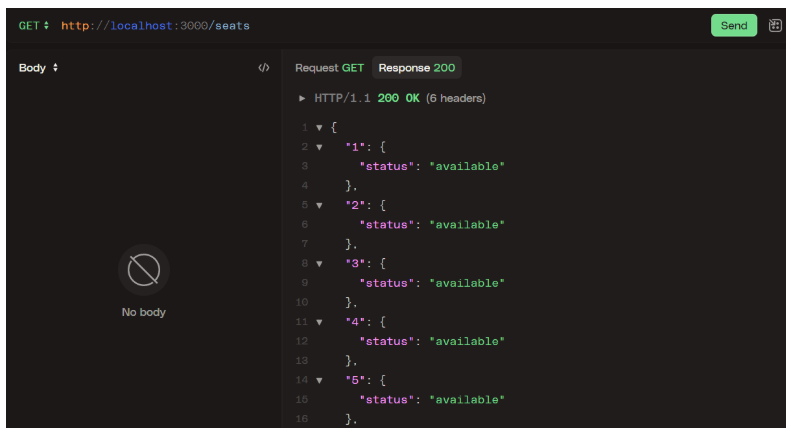 GET http://localhost:3000/seats Send
Body </> Request GET Response 200
HTTP/1.1 200 OK (6 headers)
1 {
2 "1": {
3 "status": "available"
4 },
5 "2": {
6 "status": "available"
7 },
8 "3": {
9 "status": "available"
10 },
11 "4": {
12 "status": "available"
13 },
14 "5": {
15 "status": "available"
16 },
No body